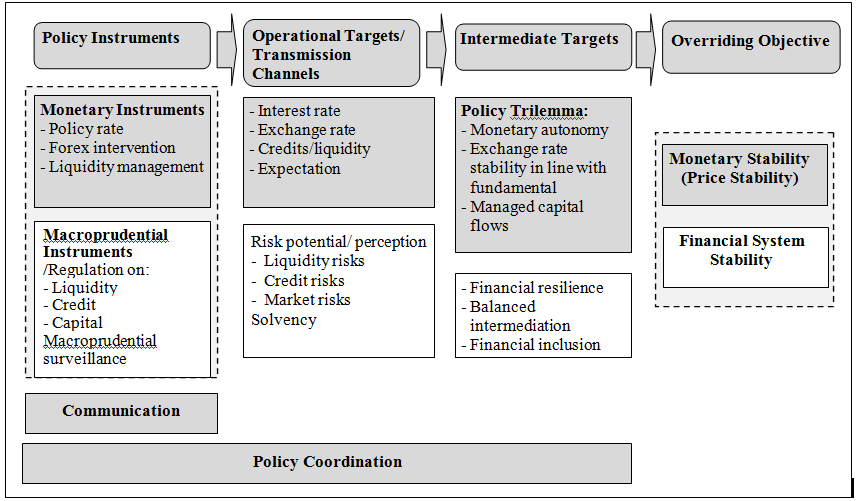 Policy Instruments
Operational Targets/
Transmission
Channels
Intermediate Targets
Overriding Objective
Monetary Instruments
- Policy rate
- Forex intervention
- Liquidity management
- Interest rate
- Exchange rate
- Credits/liquidity
- Expectation
Policy Trilemma:
- Monetary autonomy
- Exchange rate
stability in line with
fundamental
- Managed capital
flows
Monetary Stability
(Price Stability)
Macroprudential
Instruments
/Regulation on:
- Liquidity
- Credit
- Capital
Macroprudential
surveillance
Risk potential/ perception
- Liquidity risks
- Credit risks
- Market risks
Solvency
- Financial resilience
- Balanced
intermediation
- Financial inclusion
Financial System
Stability
Communication
Policy Coordination